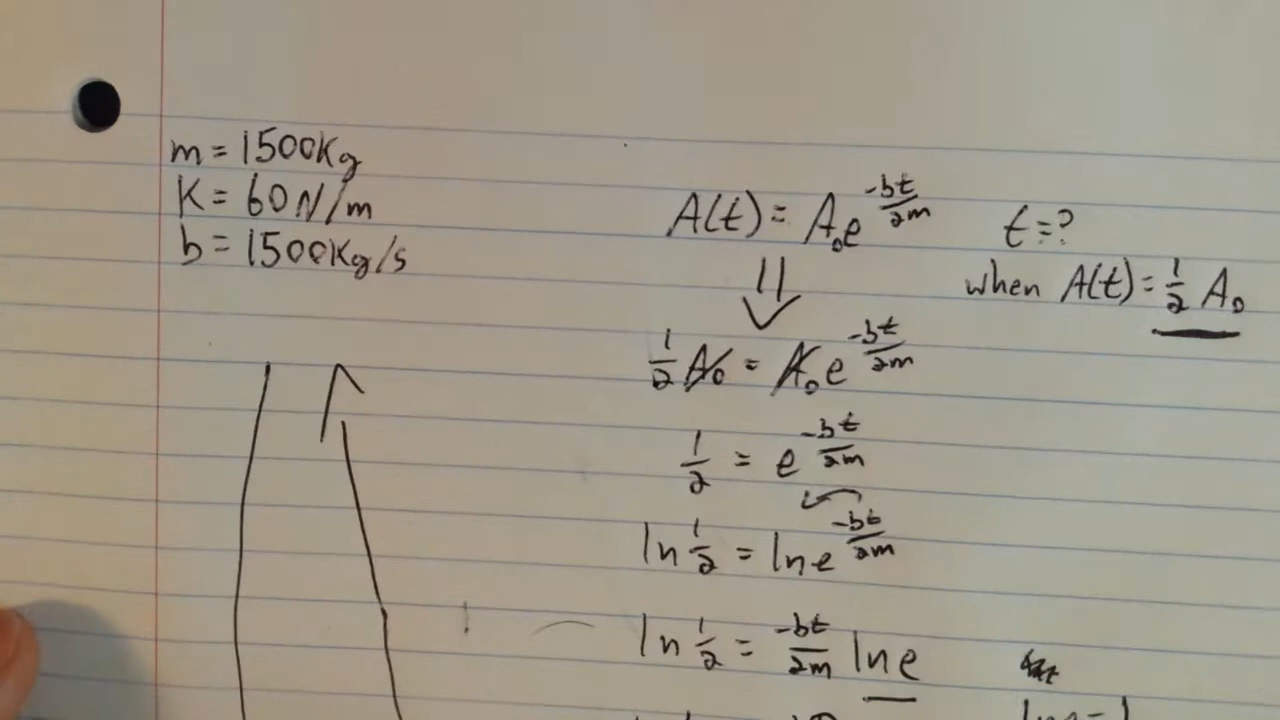 m = 1500Kg
K = 60 N/m
b = 1500Kg/s
A(t) = A₀e^(-bt/2m) t = ?
when A(t) = 1/2 A₀
1/2 A₀ = A₀e^(-bt/2m)
1/2 = e^(-bt/2m)
ln 1/2 = ln e^(-bt/2m)
ln 1/2 = -bt/2m ln e